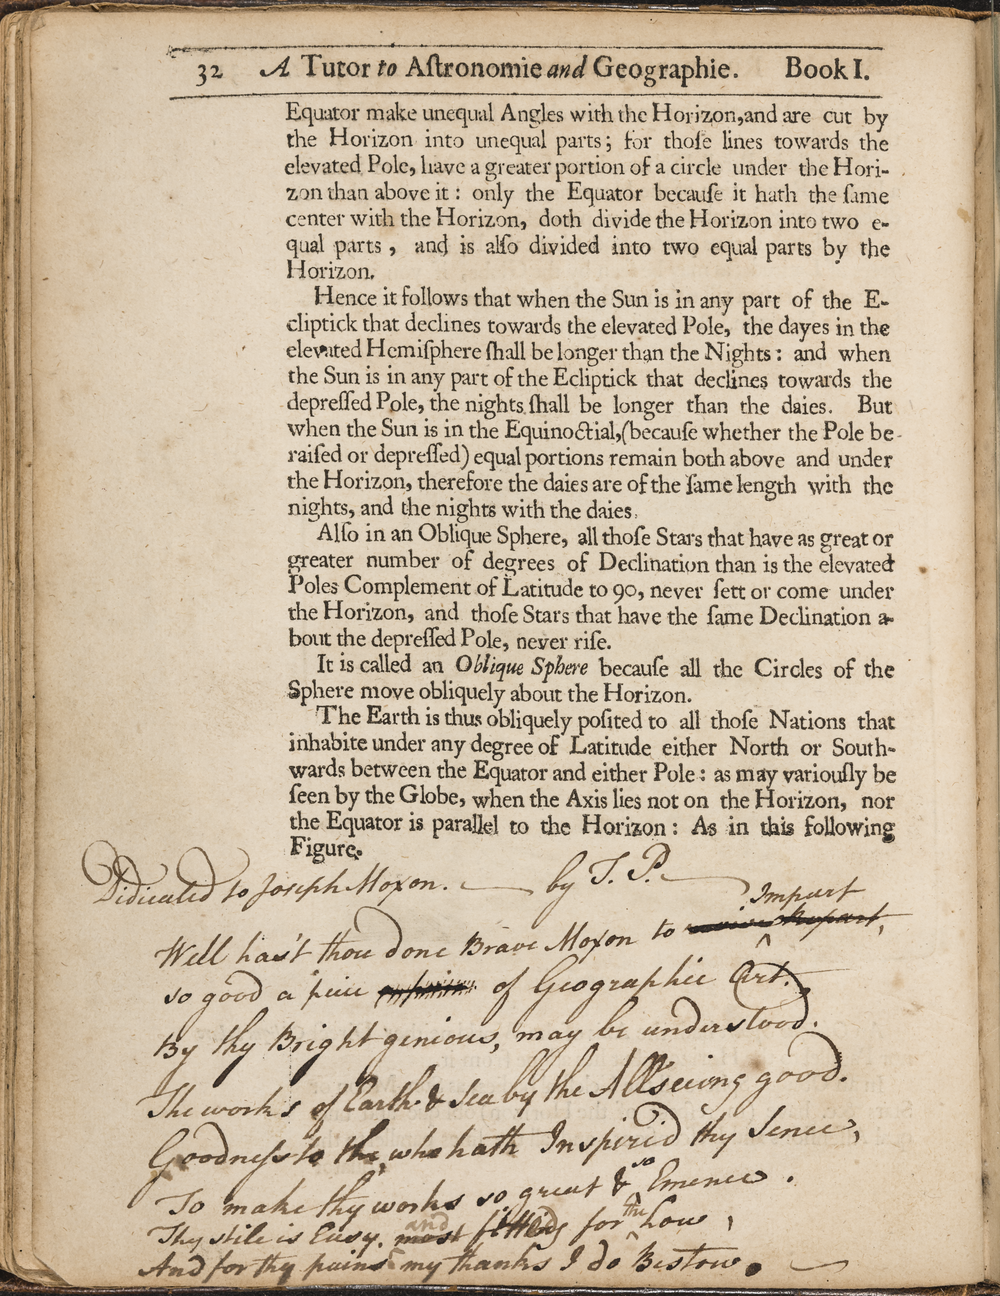 32 A Tutor to Aſtronomie and Geographie. Book I.
Equator make unequal Angles with the Horizon,and are cut by
the Horizon into unequal parts; for thoſe lines towards the
elevated Pole, have a greater portion of a circle under the Hori-
zon than above it: only the Equator becauſe it hath the ſame
center with the Horizon, doth divide the Horizon into two e-
qual parts, and is alſo divided into two equal parts by the
Horizon.
Hence it follows that when the Sun is in any part of the E-
cliptick that declines towards the elevated Pole, the dayes in the
elevated Hemiſphere ſhall be longer than the Nights: and when
the Sun is in any part of the Ecliptick that declines towards the
depreſſed Pole, the nights ſhall be longer than the daies. But
when the Sun is in the Equinoctial,(becauſe whether the Pole be
raiſed or depreſſed) equal portions remain both above and under
the Horizon, therefore the daies are of the ſame length with the
nights, and the nights with the daies.
Alſo in an Oblique Sphere, all thoſe Stars that have as great or
greater number of degrees of Declination than is the elevated
Poles Complement of Latitude to 90, never ſett or come under
the Horizon, and thoſe Stars that have the ſame Declination a-
bout the depreſſed Pole, never riſe.
It is called an Oblique Sphere becauſe all the Circles of the
Sphere move obliquely about the Horizon.
The Earth is thus obliquely poſited to all thoſe Nations that
inhabite under any degree of Latitude either North or South-
wards between the Equator and either Pole: as may variouſly be
ſeen by the Globe, when the Axis lies not on the Horizon, nor
the Equator is parallel to the Horizon: As in this following
Figure.
Didicated to Joseph Moxon. by T. P.
Impart
Well has't thou done Brave Moxon to
so good a peice of Geographic Art.
By thy Bright genious, may be understood.
The works of Earth & Sea by the Allseeing good.
Goodness to the, who hath Inspir'd thy Sence,
To make thy works so great & so Emence.
Thy stile is Easy, and most for the Low,
And for thy pains my thanks I do Bestow.